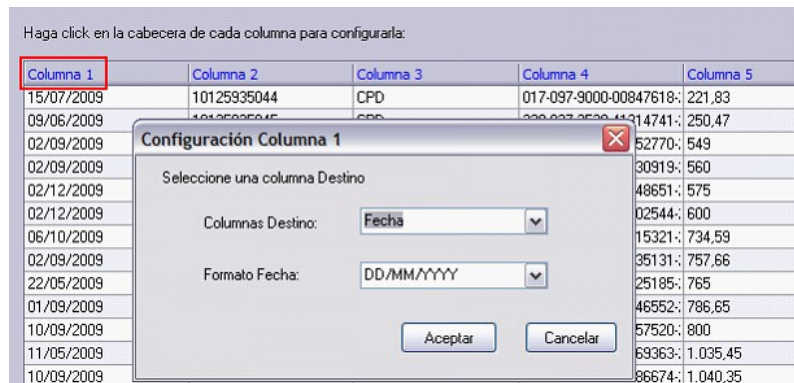 Haga click en la cabecera de cada columna para configurarla:
Columna 1 Columna 2 Columna 3 Columna 4 Columna 5
15/07/2009 10125935044 CPD 017-097-9000-00847618-: 221,83
09/06/2009 250,47
02/09/2009 Configuración Columna 1 52770-: 549
02/09/2009 Seleccione una columna Destino 30919-: 560
02/12/2009 48651-: 575
02/12/2009 Columnas Destino: Fecha 02544-: 600
06/10/2009 15321-: 734,59
02/09/2009 35131-: 757,66
22/05/2009 Formato Fecha: DD/MM/YYYY 25185-: 765
01/09/2009 46552-: 786,65
10/09/2009 Aceptar Cancelar 57520-: 800
11/05/2009 69363-: 1.035,45
10/09/2009 86674-: 1.040,35